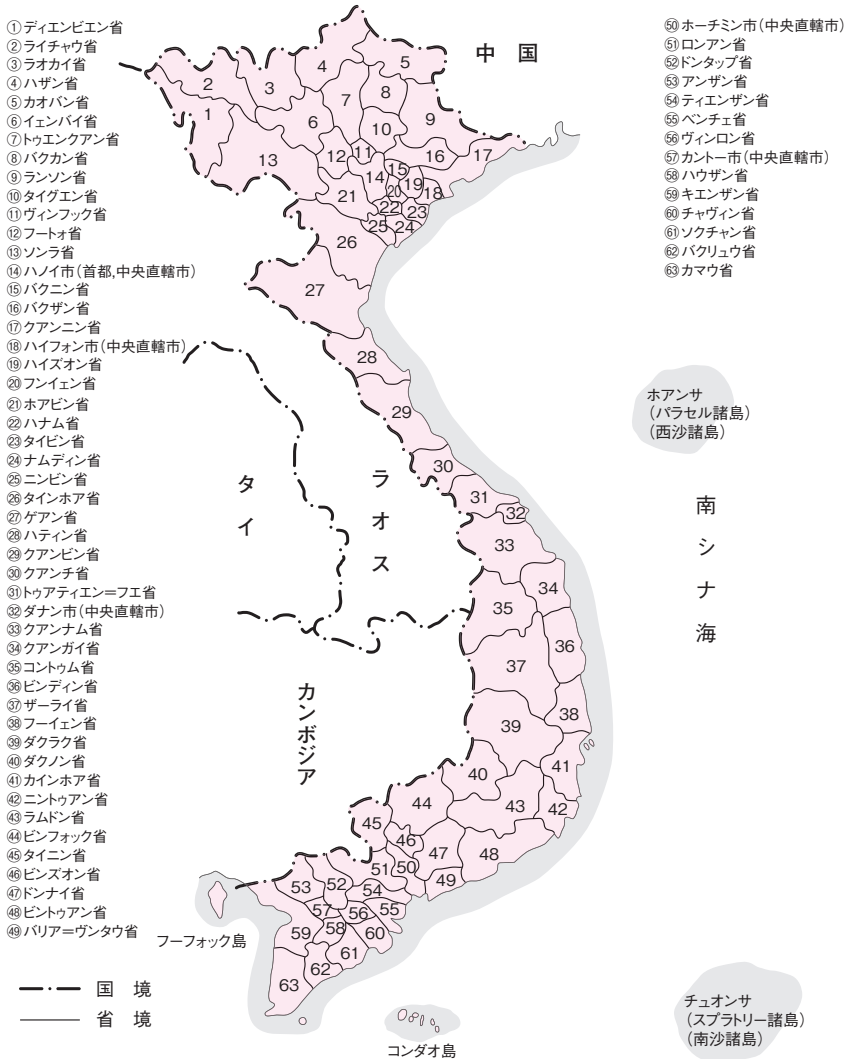 ①ディエンビエン省
②ライチャウ省
③ラオカイ省
④ハザン省
⑤カオバン省
⑥イェンバイ省
⑦トゥエンクアン省
⑧バクカン省
⑨ランソン省
⑩タイグエン省
⑪ヴィンフック省
⑫フートォ省
⑬ソンラ省
⑭ハノイ市(首都,中央直轄市)
⑮バクニン省
⑯バクザン省
⑰クアンニン省
⑱ハイフォン市(中央直轄市)
⑲ハイズオン省
⑳フンイェン省
㉑ホアビン省
㉒ハナム省
㉓タイビン省
㉔ナムディン省
㉕ニンビン省
㉖タインホア省
㉗ゲアン省
㉘ハティン省
㉙クアンビン省
㉚クアンチ省
㉛トゥアティエン=フエ省
㉜ダナン市(中央直轄市)
㉝クアンナム省
㉞クアンガイ省
㉟コントゥム省
㊱ビンディン省
㊲ザーライ省
㊳フーイェン省
㊴ダクラク省
㊵ダクノン省
㊶カインホア省
㊷ニントゥアン省
㊸ラムドン省
㊹ビンフォック省
㊺タイニン省
㊻ビンズオン省
㊼ドンナイ省
㊽ビントゥアン省
㊾バリア=ヴンタウ省
㊿ホーチミン市(中央直轄市)
51ロンアン省
52ドンタップ省
53アンザン省
54ティエンザン省
55ベンチェ省
56ヴィンロン省
57カントー市(中央直轄市)
58ハウザン省
59キエンザン省
60チャヴィン省
61ソクチャン省
62バクリュウ省
63カマウ省
中国
1
2
3
4
5
6
7
8
9
10
11
12
13
14
15
16
17
18
19
20
21
22
23
24
25
26
27
28
29
30
31
32
33
34
35
36
37
38
39
40
41
42
43
44
45
46
47
48
49
50
51
52
53
54
55
56
57
58
59
60
61
62
63
タイ
ラオス
カンボジア
南シナ海
ホアンサ
(パラセル諸島)
(西沙諸島)
フーフォック島
コンダオ島
チュオンサ
(スプラトリー諸島)
(南沙諸島)
国境
省境